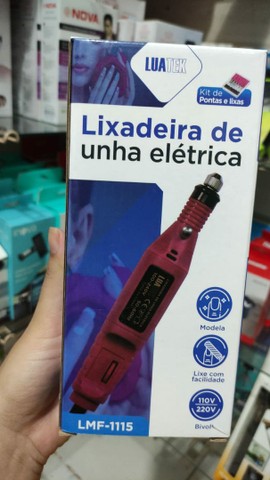 NOVA
LUATEK
Kit de
Pontas e lixas
Lixadeira de
unha elétrica
LUA
Modela
Lixe com
facilidade
110V
220V
Bivolt
LMF-1115